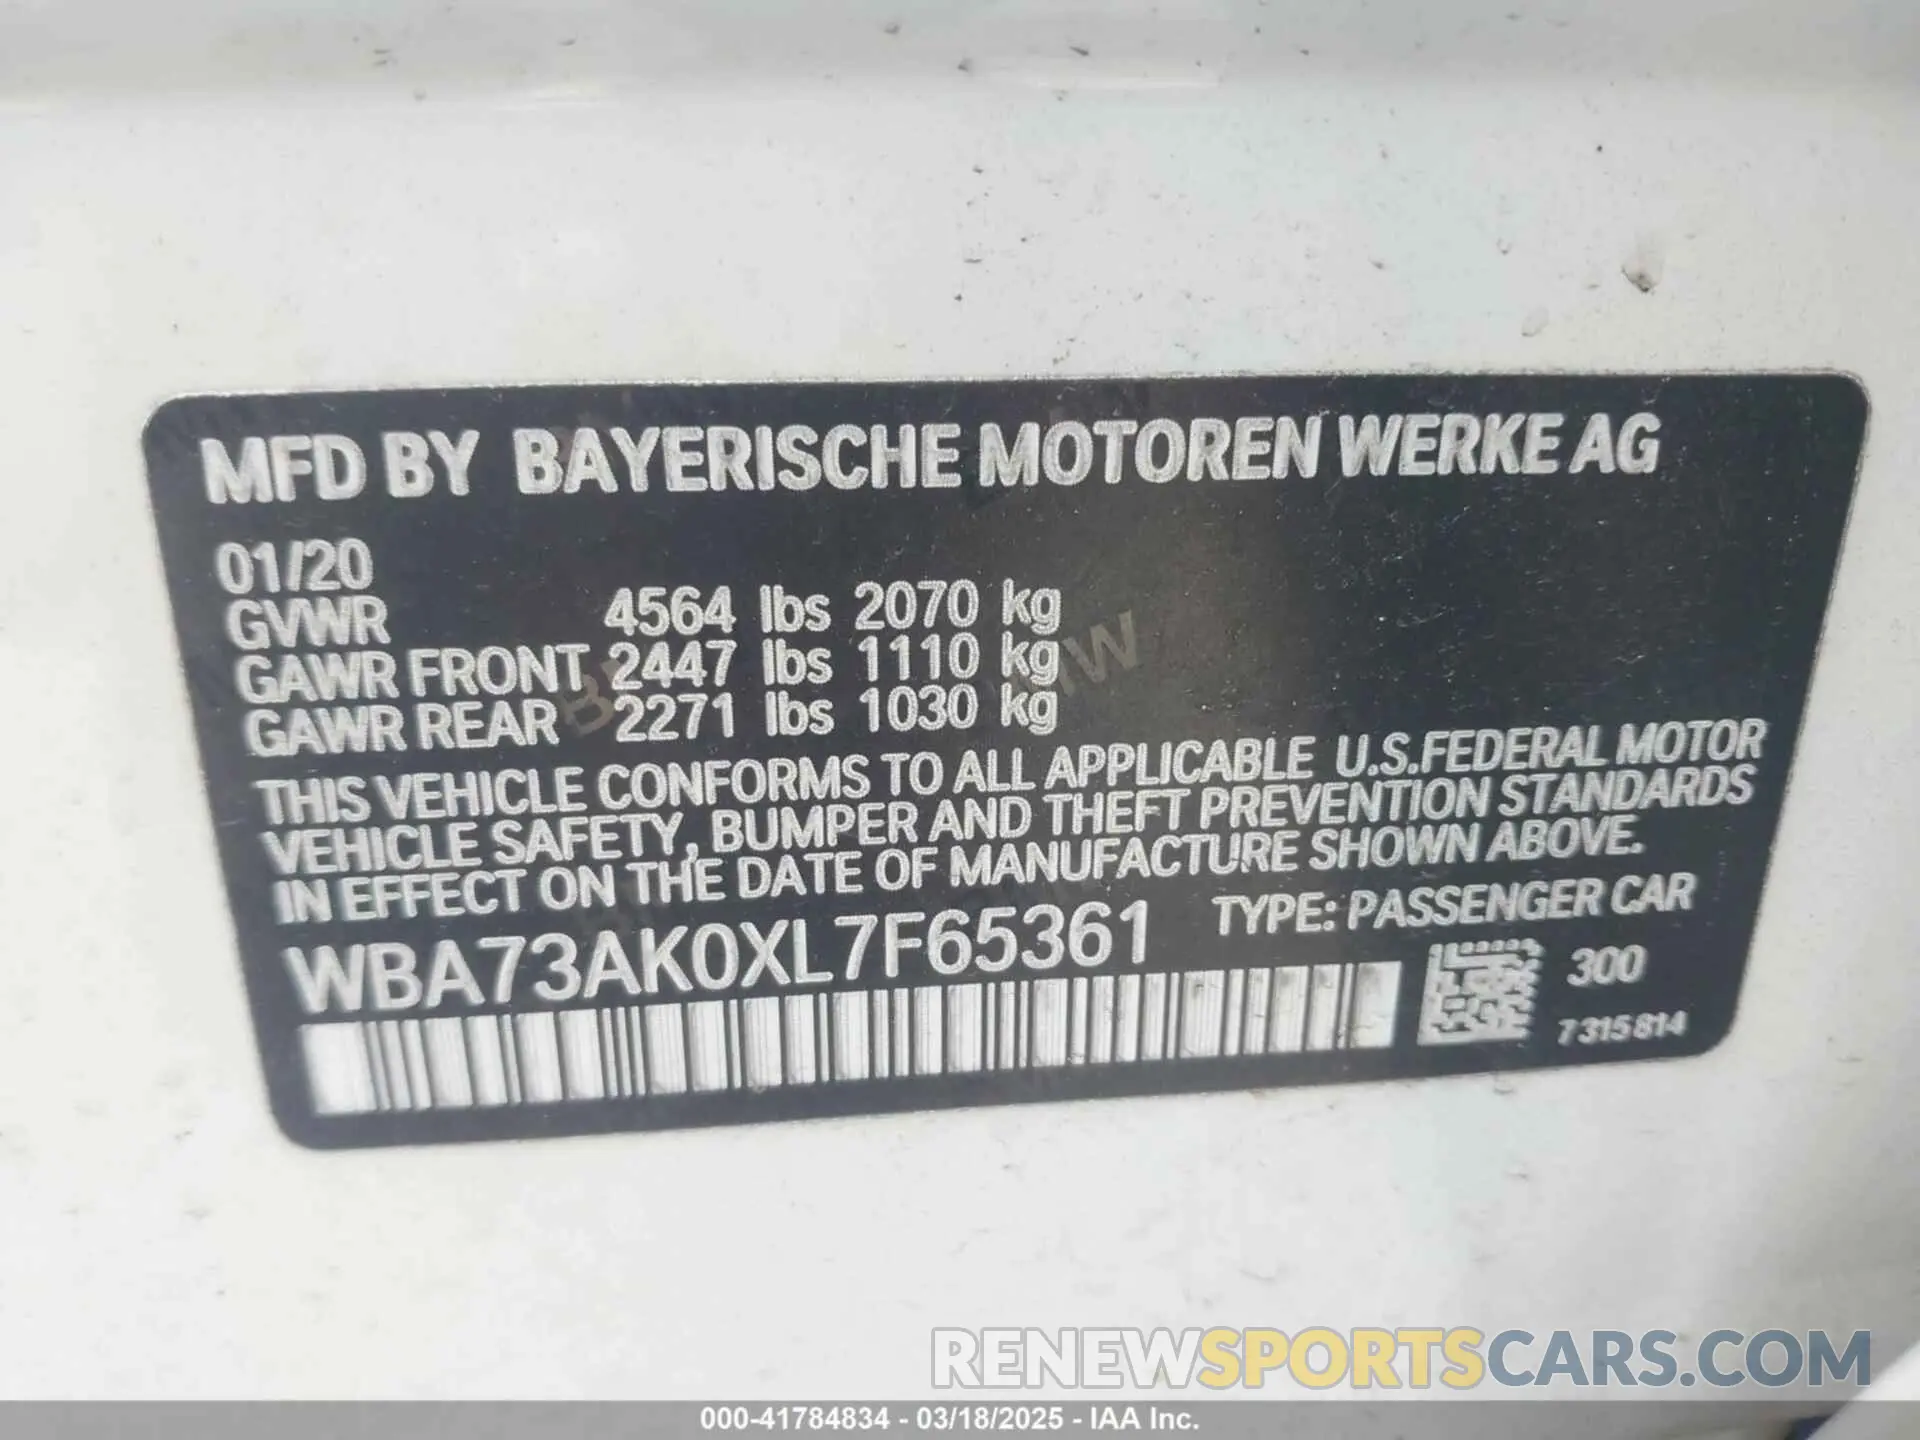 MFD BY BAYERISCHE MOTOREN WERKE AG
01/20
GVWR 4564 lbs 2070 kg
GAWR FRONT 2447 lbs 1110 kg
GAWR REAR 2271 lbs 1030 kg
THIS VEHICLE CONFORMS TO ALL APPLICABLE U.S.FEDERAL MOTOR
VEHICLE SAFETY, BUMPER AND THEFT PREVENTION STANDARDS
IN EFFECT ON THE DATE OF MANUFACTURE SHOWN ABOVE.
WBA73AK0XL7F65361 TYPE: PASSENGER CAR
300
7315814
RENEWSPORTSCARS.COM
000-41784834 - 03/18/2025 - IAA Inc.